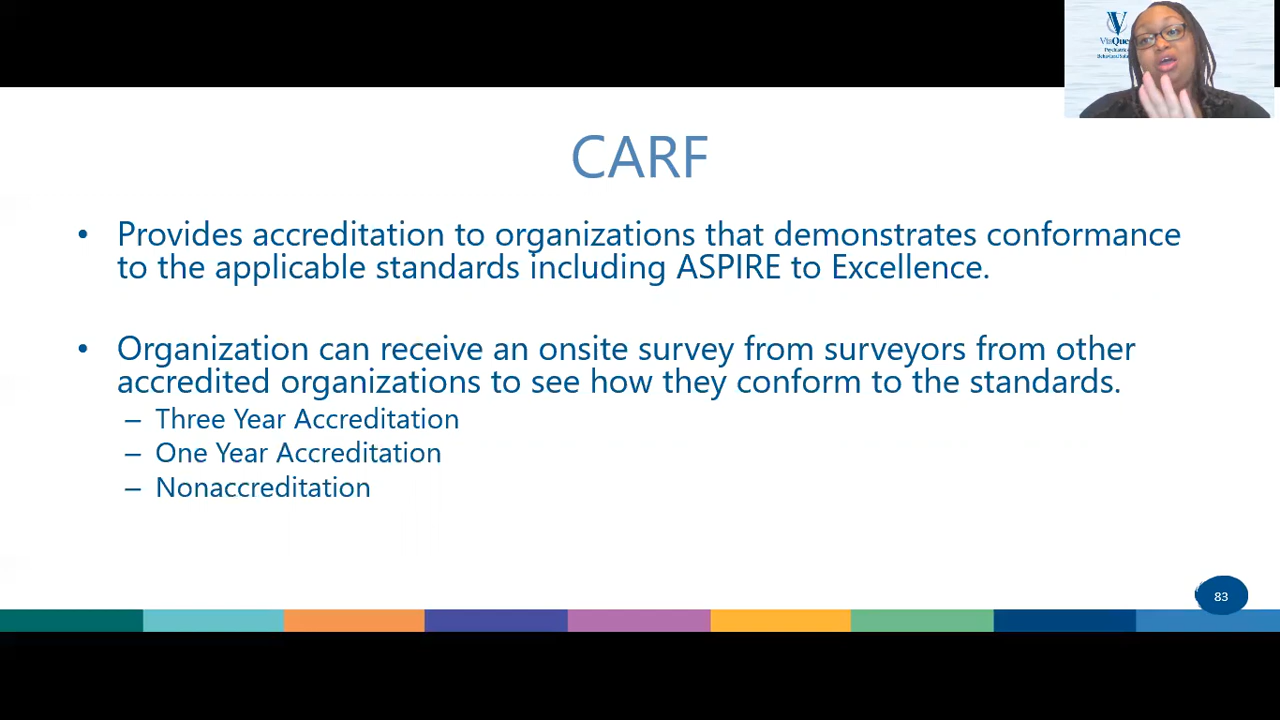 CARF
• Provides accreditation to organizations that demonstrates conformance
to the applicable standards including ASPIRE to Excellence.
• Organization can receive an onsite survey from surveyors from other
accredited organizations to see how they conform to the standards.
– Three Year Accreditation
– One Year Accreditation
– Nonaccreditation
83